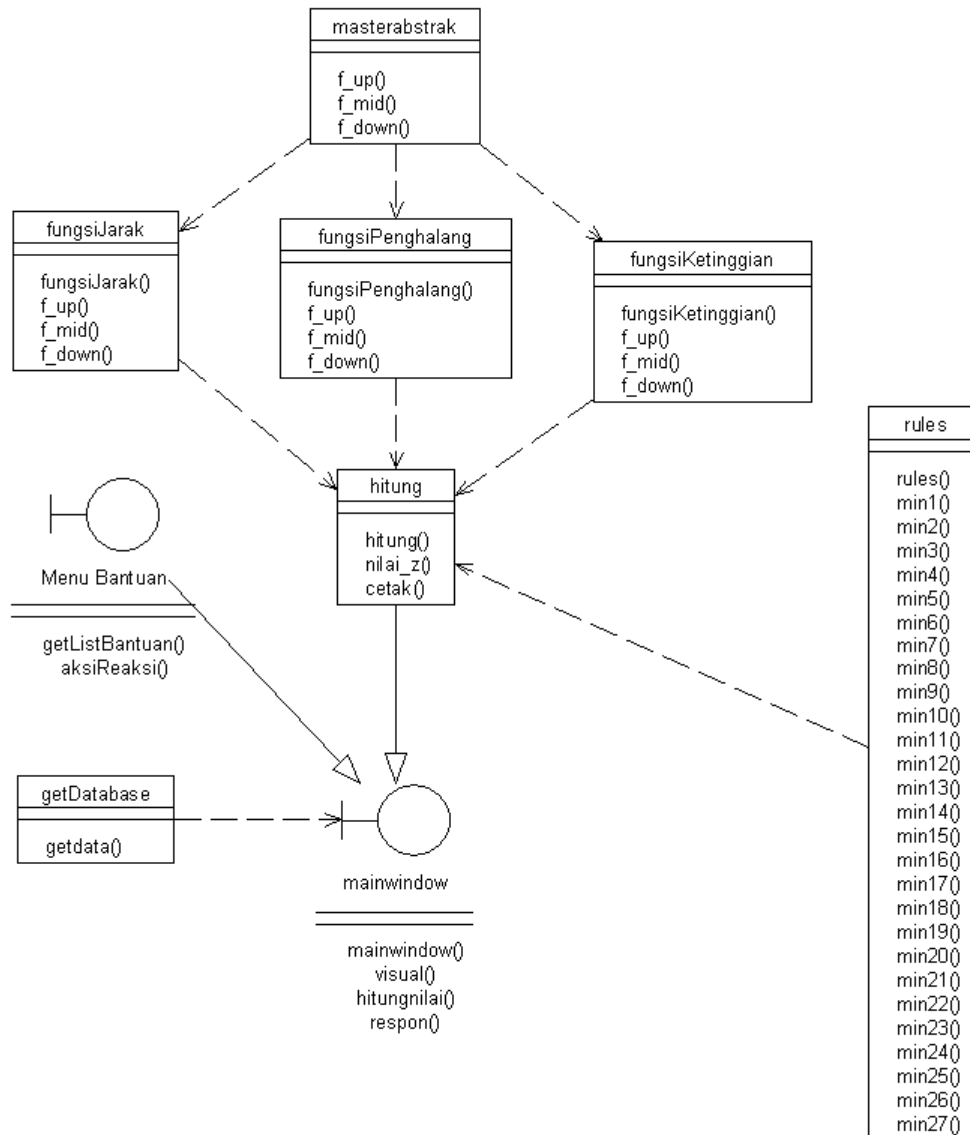 masterabstrak
f_up()
f_mid()
f_down()
fungsiJarak
fungsiJarak()
f_up()
f_mid()
f_down()
fungsiPenghalang
fungsiPenghalang()
f_up()
f_mid()
f_down()
fungsiKetinggian
fungsiKetinggian()
f_up()
f_mid()
f_down()
hitung
hitung()
nilai_z()
cetak()
Menu Bantuan
getListBantuan()
aksiReaksi()
getDatabase
getdata()
mainwindow
mainwindow()
visual()
hitungnilai()
respon()
rules
rules()
min1()
min2()
min3()
min4()
min5()
min6()
min7()
min8()
min9()
min10()
min11()
min12()
min13()
min14()
min15()
min16()
min17()
min18()
min19()
min20()
min21()
min22()
min23()
min24()
min25()
min26()
min27()